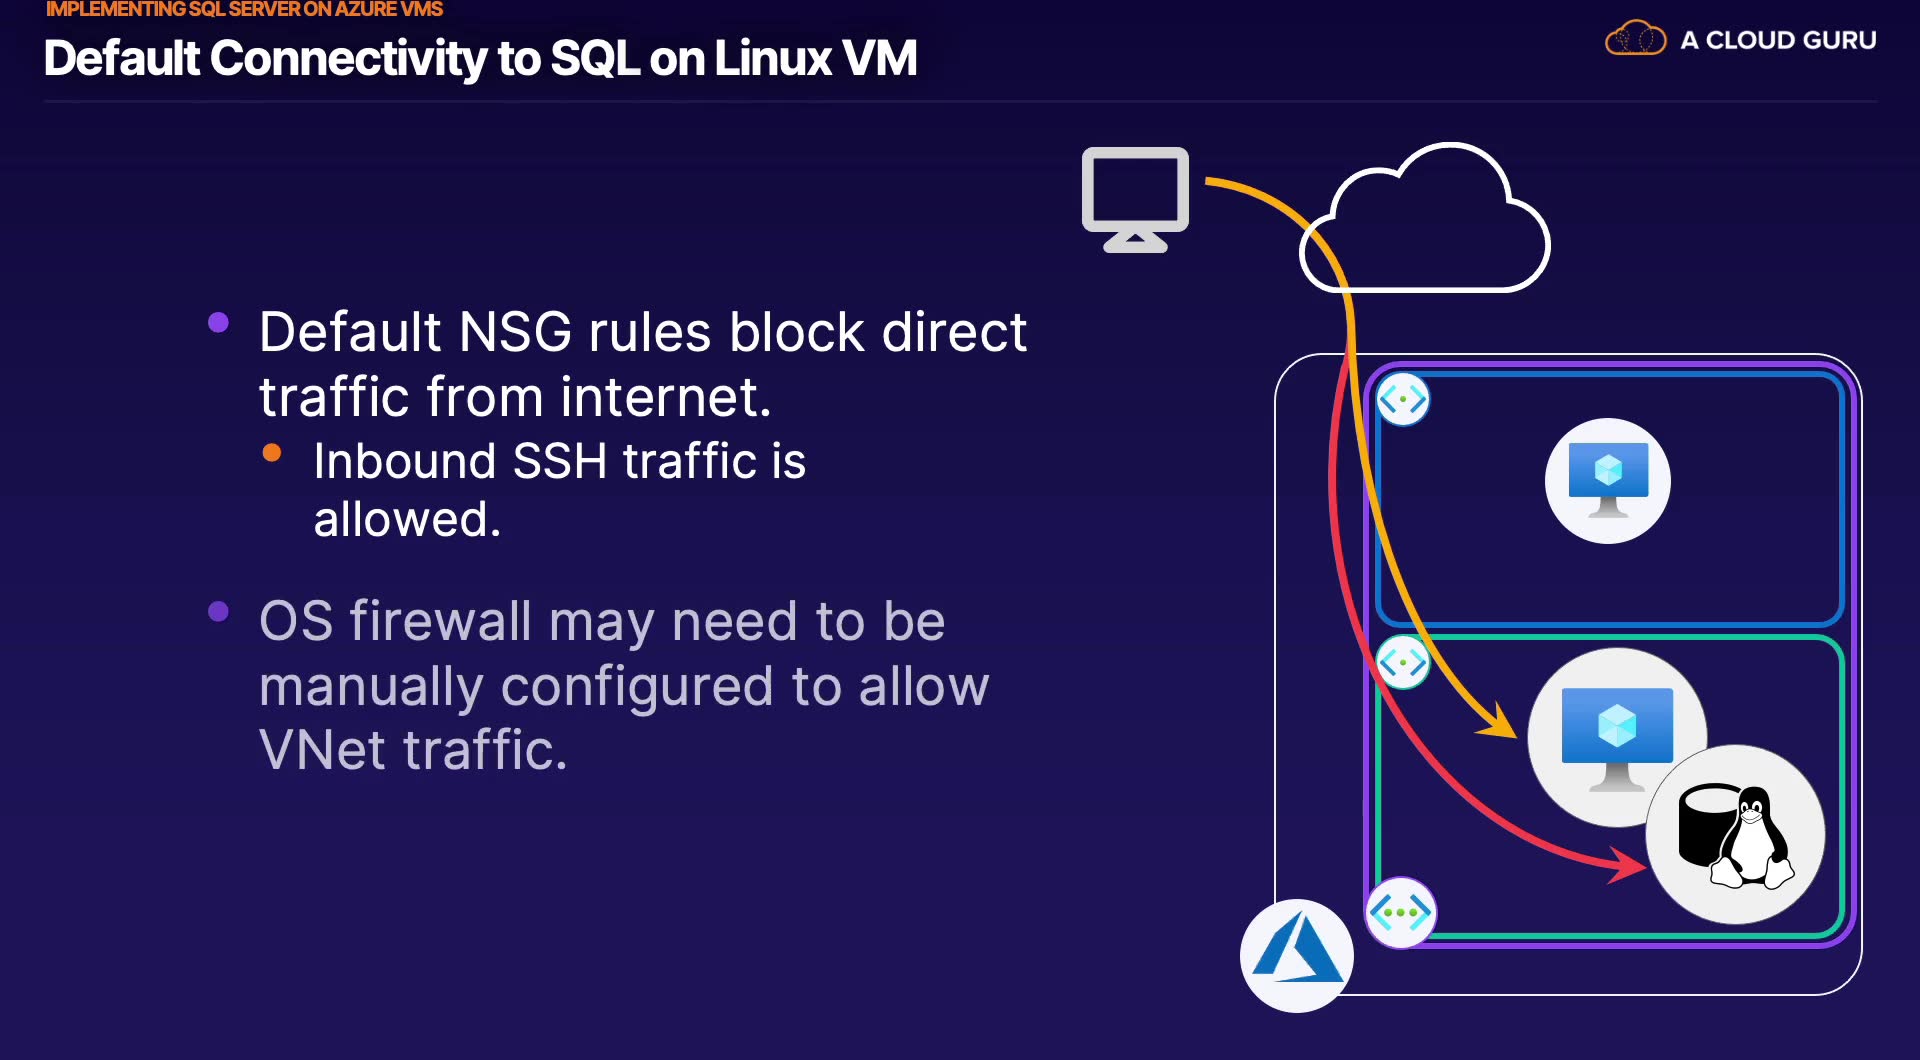 IMPLEMENTING SQL SERVER ON AZURE VMS
Default Connectivity to SQL on Linux VM
A CLOUD GURU
Default NSG rules block direct
traffic from internet.
Inbound SSH traffic is
allowed.
OS firewall may need to be
manually configured to allow
VNet traffic.